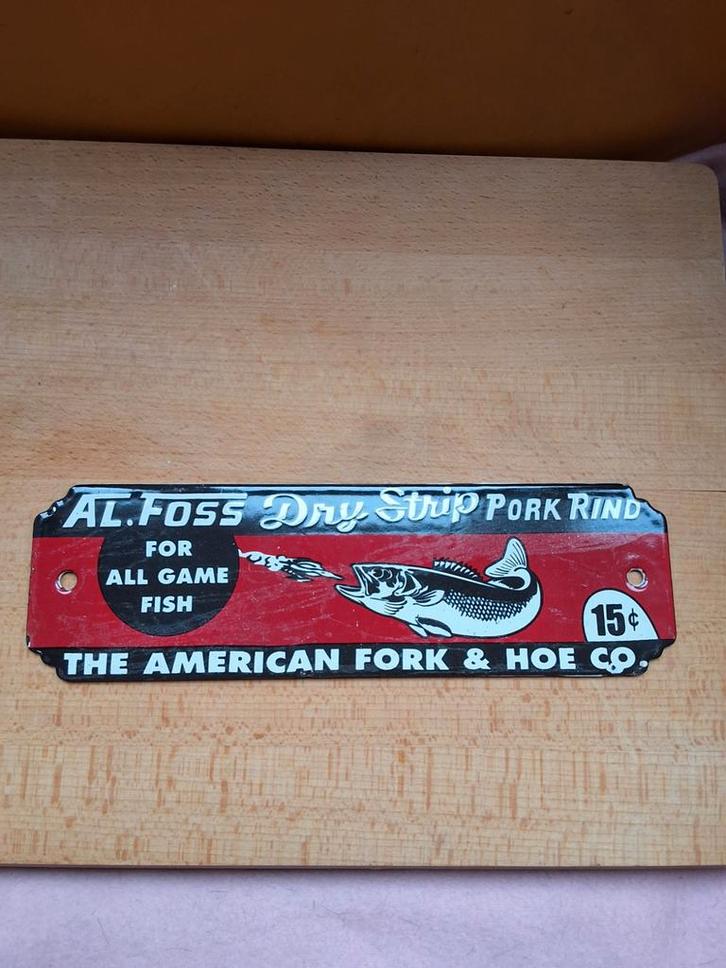 AL. FOSS Dry Strip PORK RIND
FOR
ALL GAME
FISH
15¢
THE AMERICAN FORK & HOE CO.